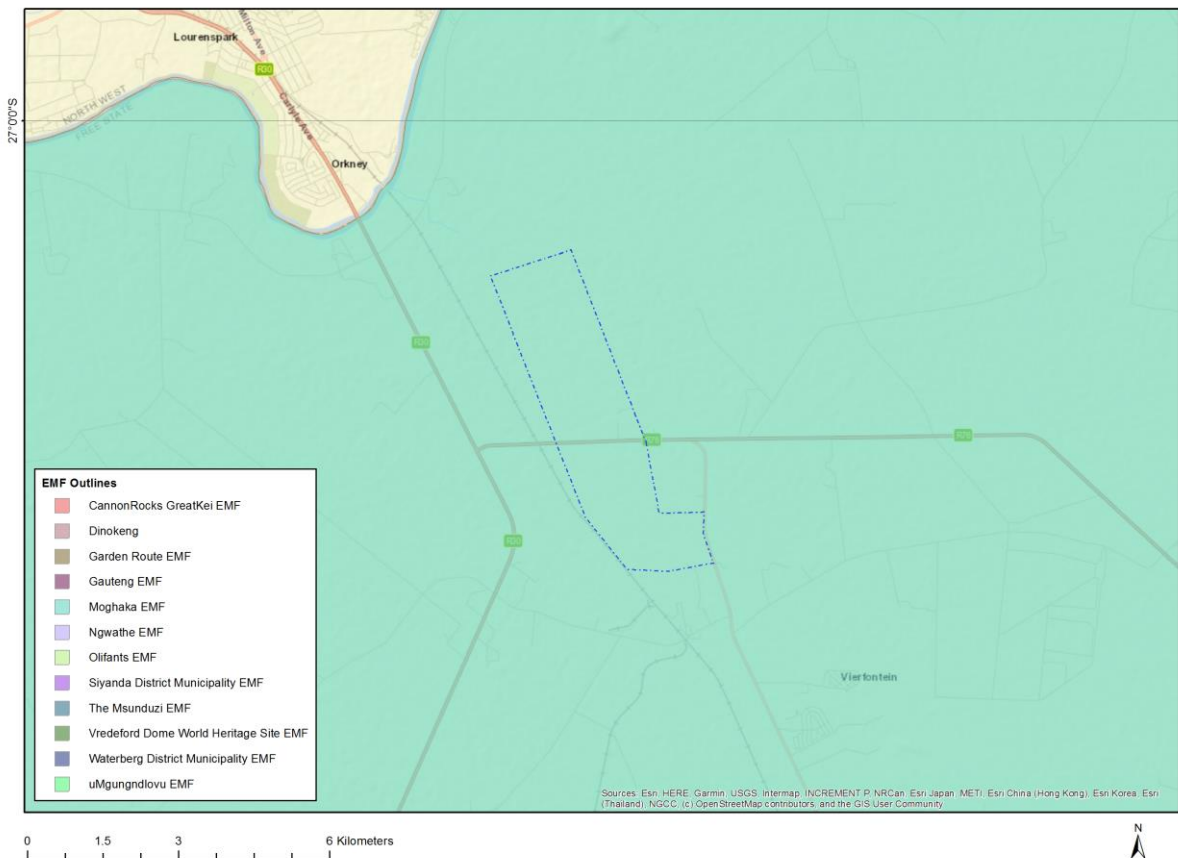 Lourenspark
Milton Ave
R30
NORTH WEST
FREE STATE
27°0'0"S
Carlyle Ave
Orkney
R30
R76
R76
R30
Vierfontein
EMF Outlines
CannonRocks GreatKei EMF
Dinokeng
Garden Route EMF
Gauteng EMF
Moghaka EMF
Ngwathe EMF
Olifants EMF
Siyanda District Municipality EMF
The Msunduzi EMF
Vredeford Dome World Heritage Site EMF
Waterberg District Municipality EMF
uMgungndlovu EMF
Sources: Esri, HERE, Garmin, USGS, Intermap, INCREMENT P, NRCan, Esri Japan, METI, Esri China (Hong Kong), Esri Korea, Esri
(Thailand), NGCC, (c) OpenStreetMap contributors, and the GIS User Community
0 1.5 3 6 Kilometers
N